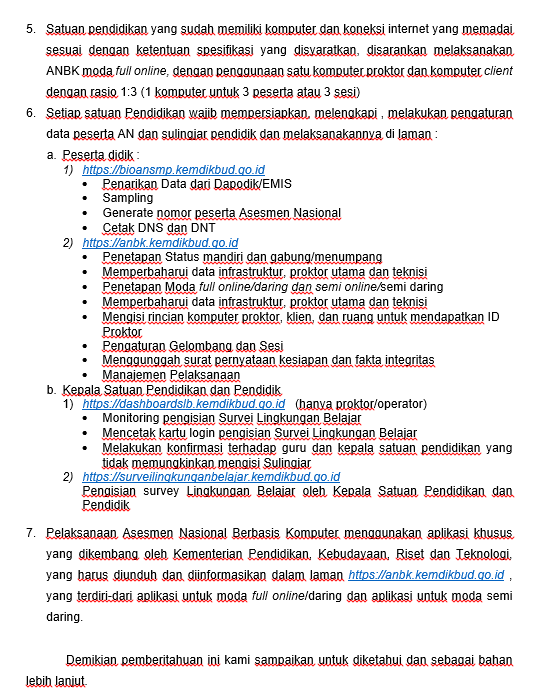 5. Satuan pendidikan yang sudah memiliki komputer dan koneksi internet yang memadai
sesuai dengan ketentuan spesifikasi yang disyaratkan, disarankan melaksanakan
ANBK moda full online, dengan penggunaan satu komputer proktor dan komputer client
dengan rasio 1:3 (1 komputer untuk 3 peserta atau 3 sesi)
6. Setiap satuan Pendidikan wajib mempersiapkan, melengkapi , melakukan pengaturan
data peserta AN dan sulingjar pendidik dan melaksanakannya di laman :
a. Peserta didik :
1) https://bioansmp.kemdikbud.go.id
• Penarikan Data dari Dapodik/EMIS
• Sampling
• Generate nomor peserta Asesmen Nasional
• Cetak DNS dan DNT
2) https://anbk.kemdikbud.go.id
• Penetapan Status mandiri dan gabung/menumpang
• Memperbaharui data infrastruktur, proktor utama dan teknisi
• Penetapan Moda full online/daring dan semi online/semi daring
• Memperbaharui data infrastruktur, proktor utama dan teknisi
• Mengisi rincian komputer proktor, klien, dan ruang untuk mendapatkan ID
Proktor
• Pengaturan Gelombang dan Sesi
• Menggunggah surat pernyataan kesiapan dan fakta integritas
• Manajemen Pelaksanaan
b. Kepala Satuan Pendidikan dan Pendidik
1) https://dashboardslb.kemdikbud.go.id (hanya proktor/operator)
• Monitoring pengisian Survei Lingkungan Belajar
• Mencetak kartu login pengisian Survei Lingkungan Belajar
• Melakukan konfirmasi terhadap guru dan kepala satuan pendidikan yang
tidak memungkinkan mengisi Sulingjar
2) https://surveilingkunganbelajar.kemdikbud.go.id
Pengisian survey Lingkungan Belajar oleh Kepala Satuan Pendidikan dan
Pendidik
7. Pelaksanaan Asesmen Nasional Berbasis Komputer menggunakan aplikasi khusus
yang dikembang oleh Kementerian Pendidikan, Kebudayaan, Riset dan Teknologi,
yang harus diunduh dan diinformasikan dalam laman https://anbk.kemdikbud.go.id ,
yang terdiri-dari aplikasi untuk moda full online/daring dan aplikasi untuk moda semi
daring.
Demikian pemberitahuan ini kami sampaikan untuk diketahui dan sebagai bahan
lebih lanjut.